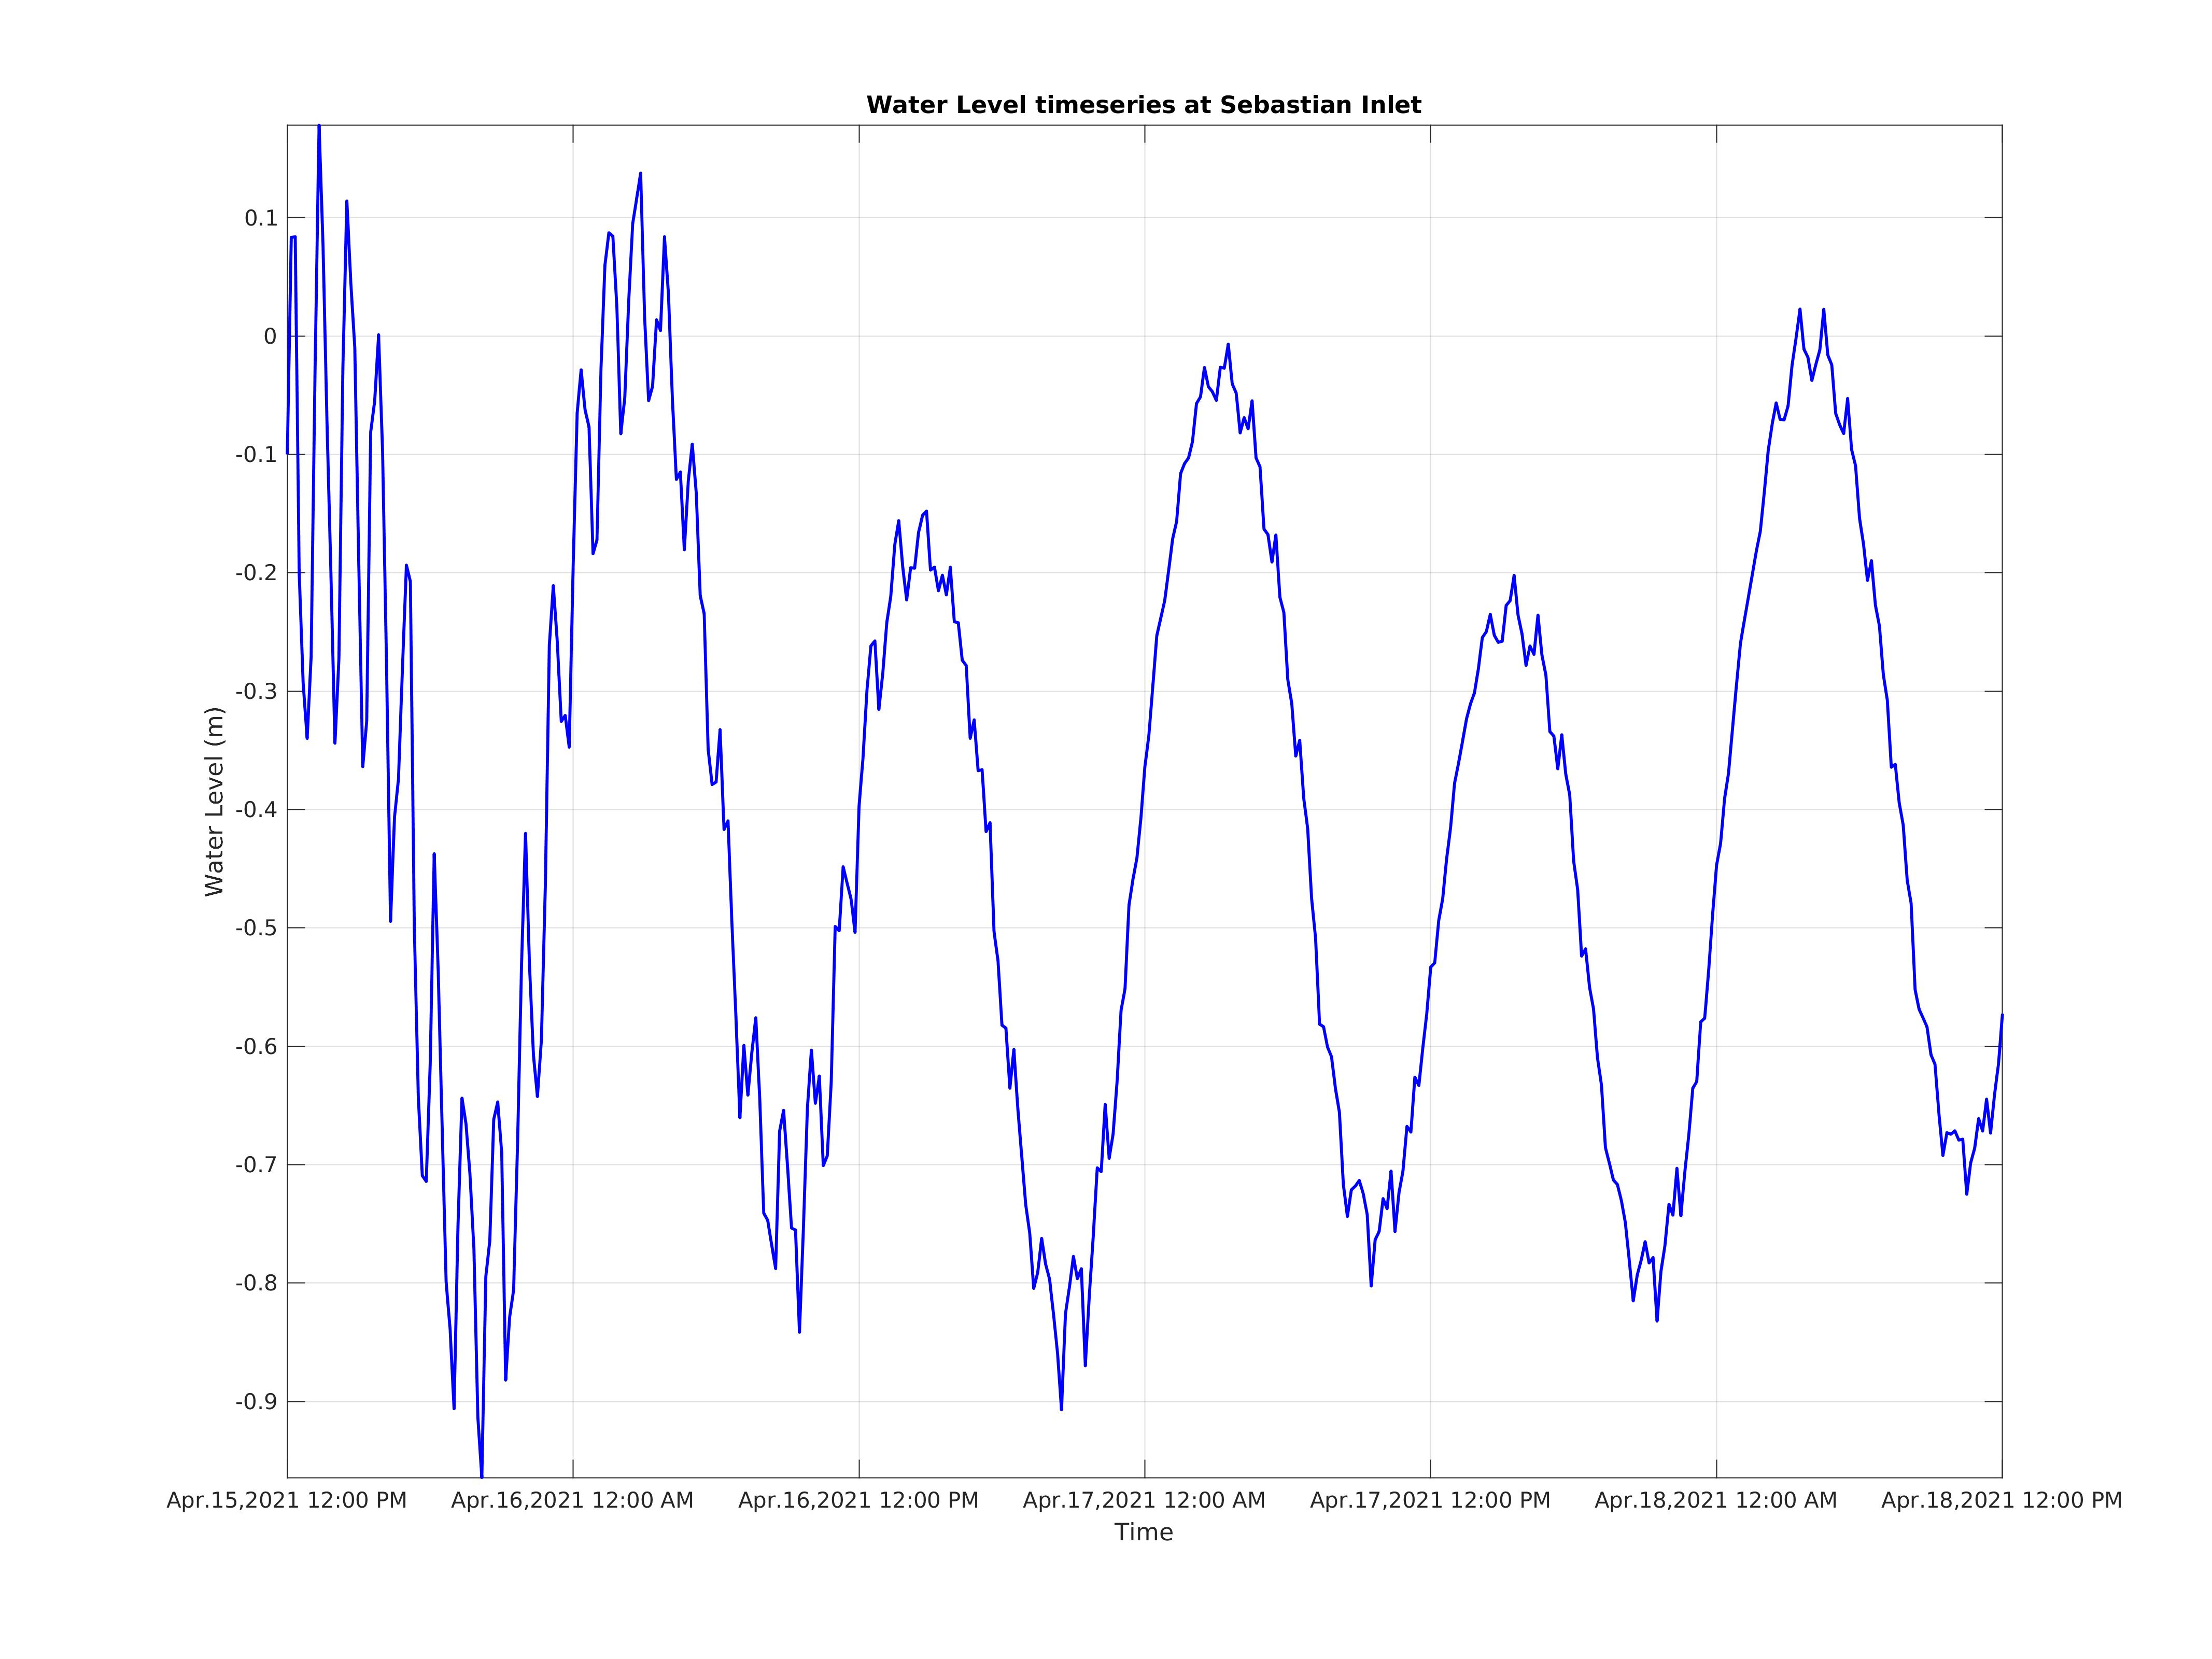 Water Level timeseries at Sebastian Inlet
Water Level (m)
0.1
0
-0.1
-0.2
-0.3
-0.4
-0.5
-0.6
-0.7
-0.8
-0.9
Apr.15,2021 12:00 PM
Apr.16,2021 12:00 AM
Apr.16,2021 12:00 PM
Apr.17,2021 12:00 AM
Apr.17,2021 12:00 PM
Apr.18,2021 12:00 AM
Apr.18,2021 12:00 PM
Time